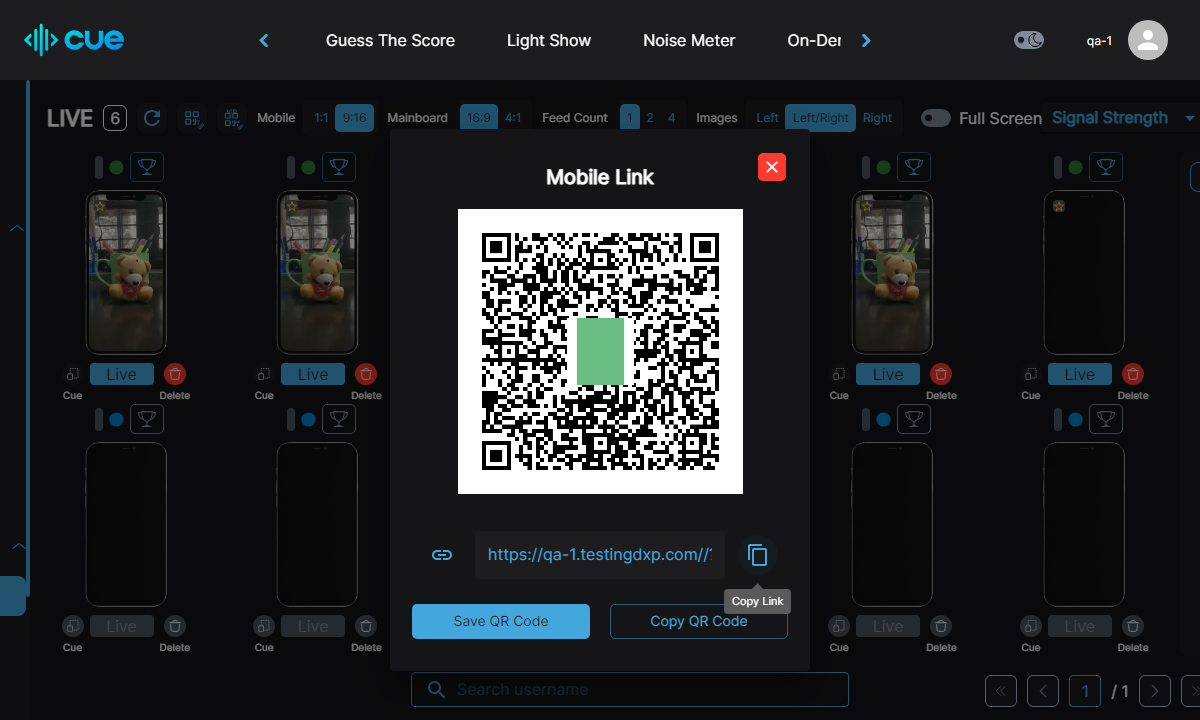 cue
Guess The Score
Light Show
Noise Meter
On-Der
qa-1
LIVE 6
Mobile 1:1 9:16 Mainboard 16:9 4:1 Feed Count 1 2 4 Images Left Left/Right Right
Full Screen Signal Strength
Mobile Link
Live Live Live Live
Cue Delete Cue Delete Cue Delete Cue Delete
https://qa-1.testingdxp.com//
Copy Link
Save QR Code Copy QR Code
Live Live Live Live
Cue Delete Cue Delete Cue Delete Cue Delete
Search username
1 / 1